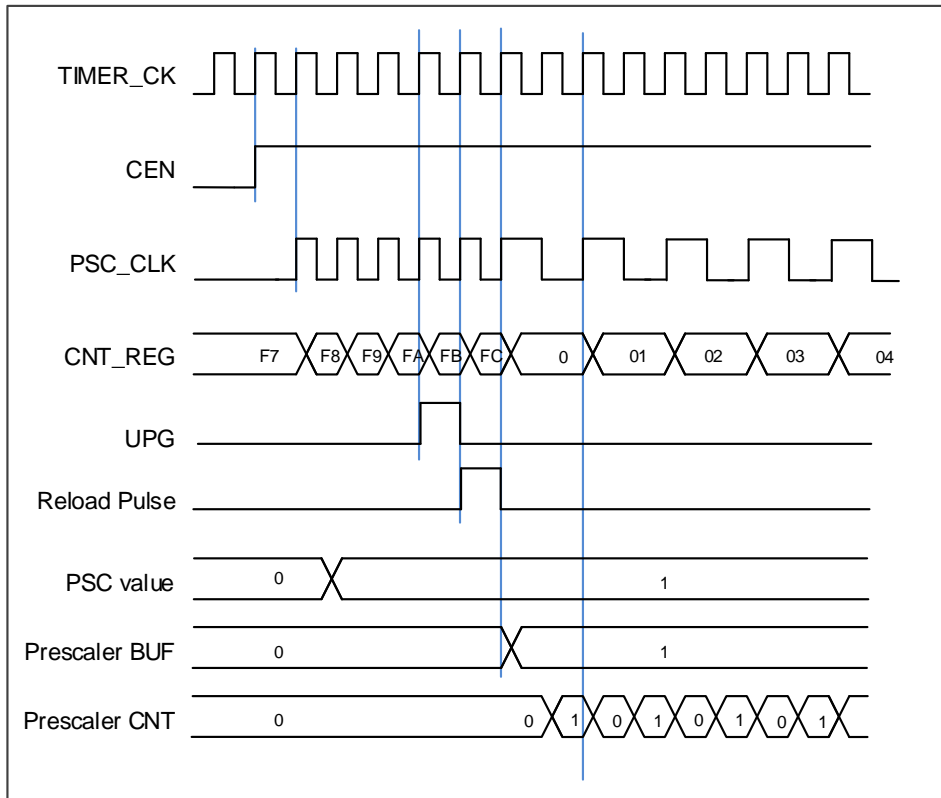 TIMER_CK
CEN
PSC_CLK
CNT_REG F7 F8 F9 FA FB FC 0 01 02 03 04
UPG
Reload Pulse
PSC value 0 1
Prescaler BUF 0 1
Prescaler CNT 0 0 1 0 1 0 1 0 1